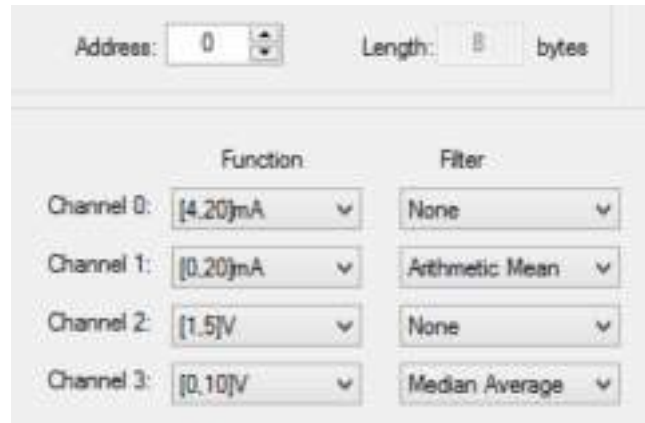 Address: 0 Length: 8 bytes
Function Filter
Channel 0: [4,20]mA None
Channel 1: [0,20]mA Arithmetic Mean
Channel 2: [1,5]V None
Channel 3: [0,10]V Median Average